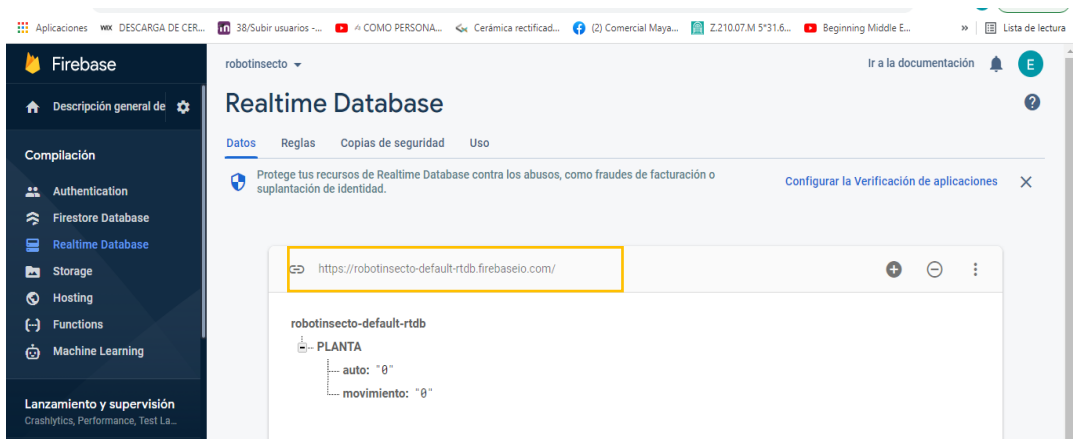 Aplicaciones WIX DESCARGA DE CER... 38/Subir usuarios -... COMO PERSONA... Cerámica rectificad... (2) Comercial Maya... Z.210.07.M 5*31.6... Beginning Middle E... » Lista de lectura
Firebase
robotinsecto
Ir a la documentación
E
Descripción general de
Realtime Database
Datos Reglas Copias de seguridad Uso
Compilación
Authentication
Firestore Database
Realtime Database
Storage
Hosting
Functions
Machine Learning
Lanzamiento y supervisión
Crashlytics, Performance, Test La...
Protege tus recursos de Realtime Database contra los abusos, como fraudes de facturación o
suplantación de identidad.
Configurar la Verificación de aplicaciones
https://robotinsecto-default-rtdb.firebaseio.com/
robotinsecto-default-rtdb
PLANTA
auto: "0"
movimiento: "0"